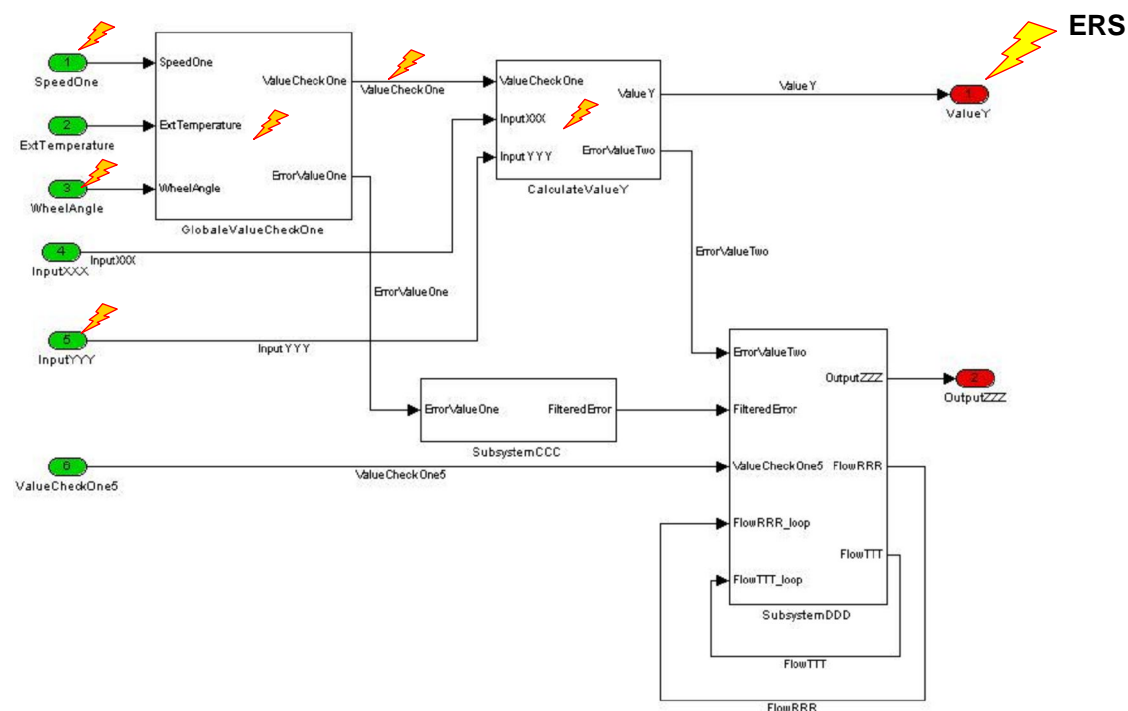 ERS
1
SpeedOne
SpeedOne
ValueCheckOne
ValueCheckOne
ValueCheckOne
ValueY
ValueY
1
ValueY
2
ExtTemperature
ExtTemperature
InputXXX
InputYYY
ErrorValueTwo
CalculateValueY
3
WheelAngle
WheelAngle
ErrorValueOne
GlobaleValueCheckOne
4
InputXXX
InputXXX
ErrorValueTwo
ErrorValueOne
5
InputYYY
InputYYY
ErrorValueTwo
OutputZZZ
2
OutputZZZ
ErrorValueOne
FilteredError
FilteredError
SubsystemCCC
6
ValueCheckOne5
ValueCheckOne5
ValueCheckOne5
FlowRRR
FlowRRR_loop
FlowTTT
FlowTTT_loop
SubsystemDDD
FlowTTT
FlowRRR